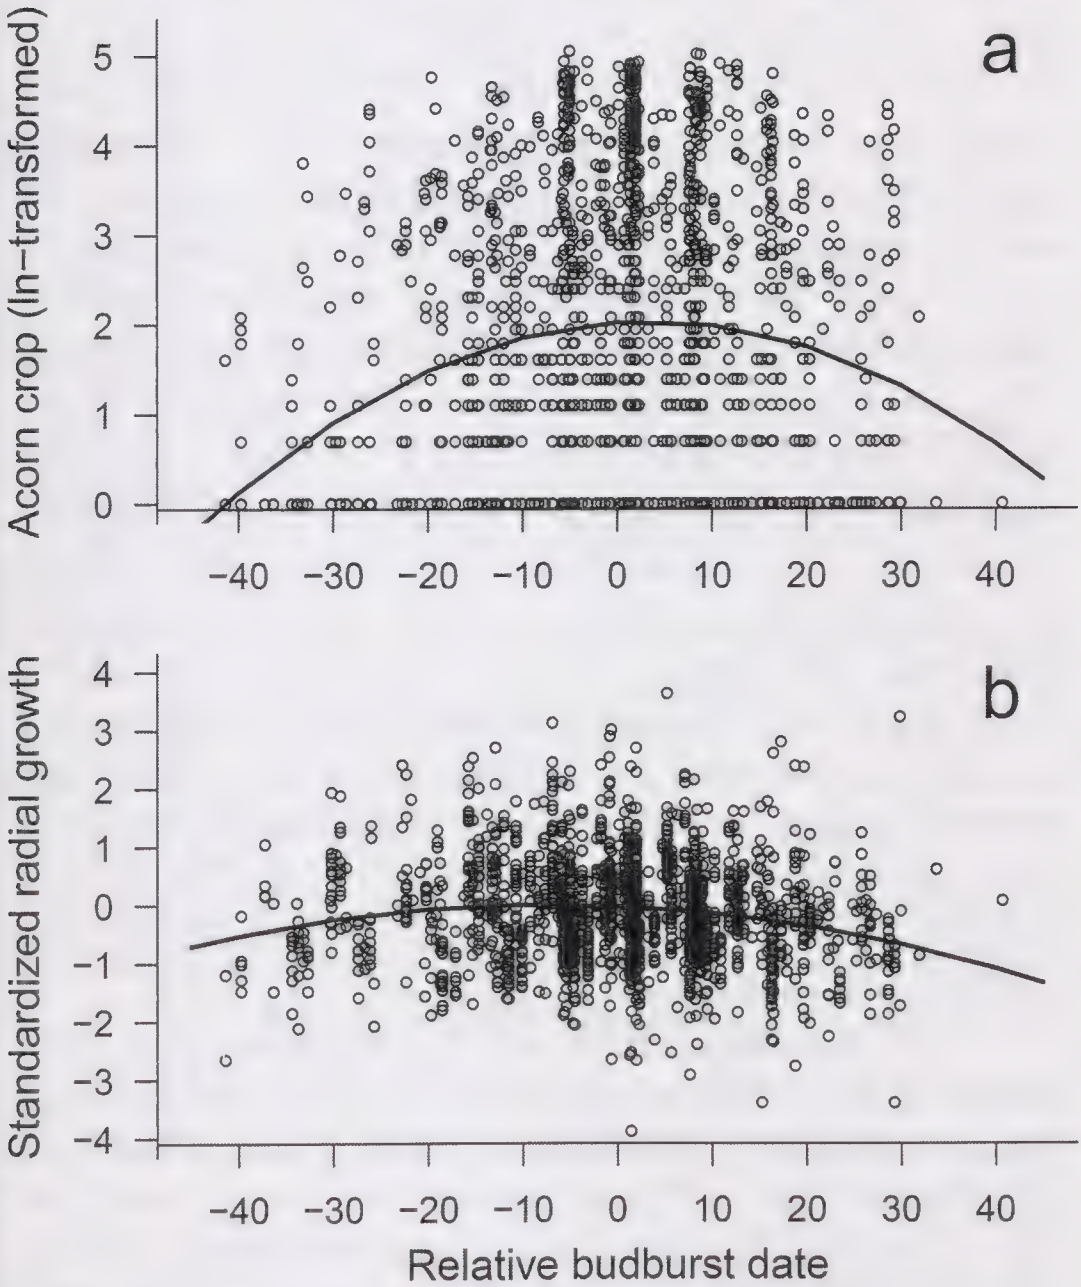 a
Acorn crop (ln−transformed)
5
4
3
2
1
0
−40 −30 −20 −10 0 10 20 30 40
b
Standardized radial growth
4
3
2
1
0
−1
−2
−3
−4
−40 −30 −20 −10 0 10 20 30 40
Relative budburst date